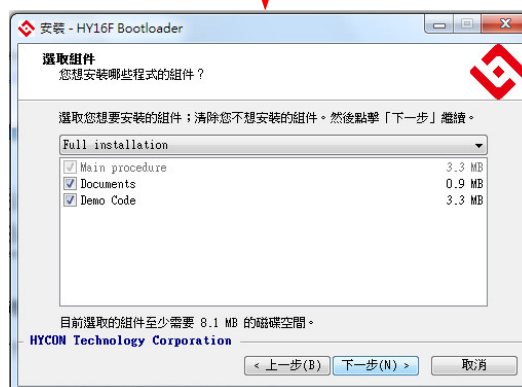 安裝 - HY16F Bootloader
選取組件
您想安裝哪些程式的組件？
選取您想要安裝的組件；清除您不想安裝的組件。然後點擊「下一步」繼續。
Full installation
Main procedure 3.3 MB
Documents 0.9 MB
Demo Code 3.3 MB
目前選取的組件至少需要 8.1 MB 的磁碟空間。
HYCON Technology Corporation
< 上一步(B) 下一步(N) > 取消